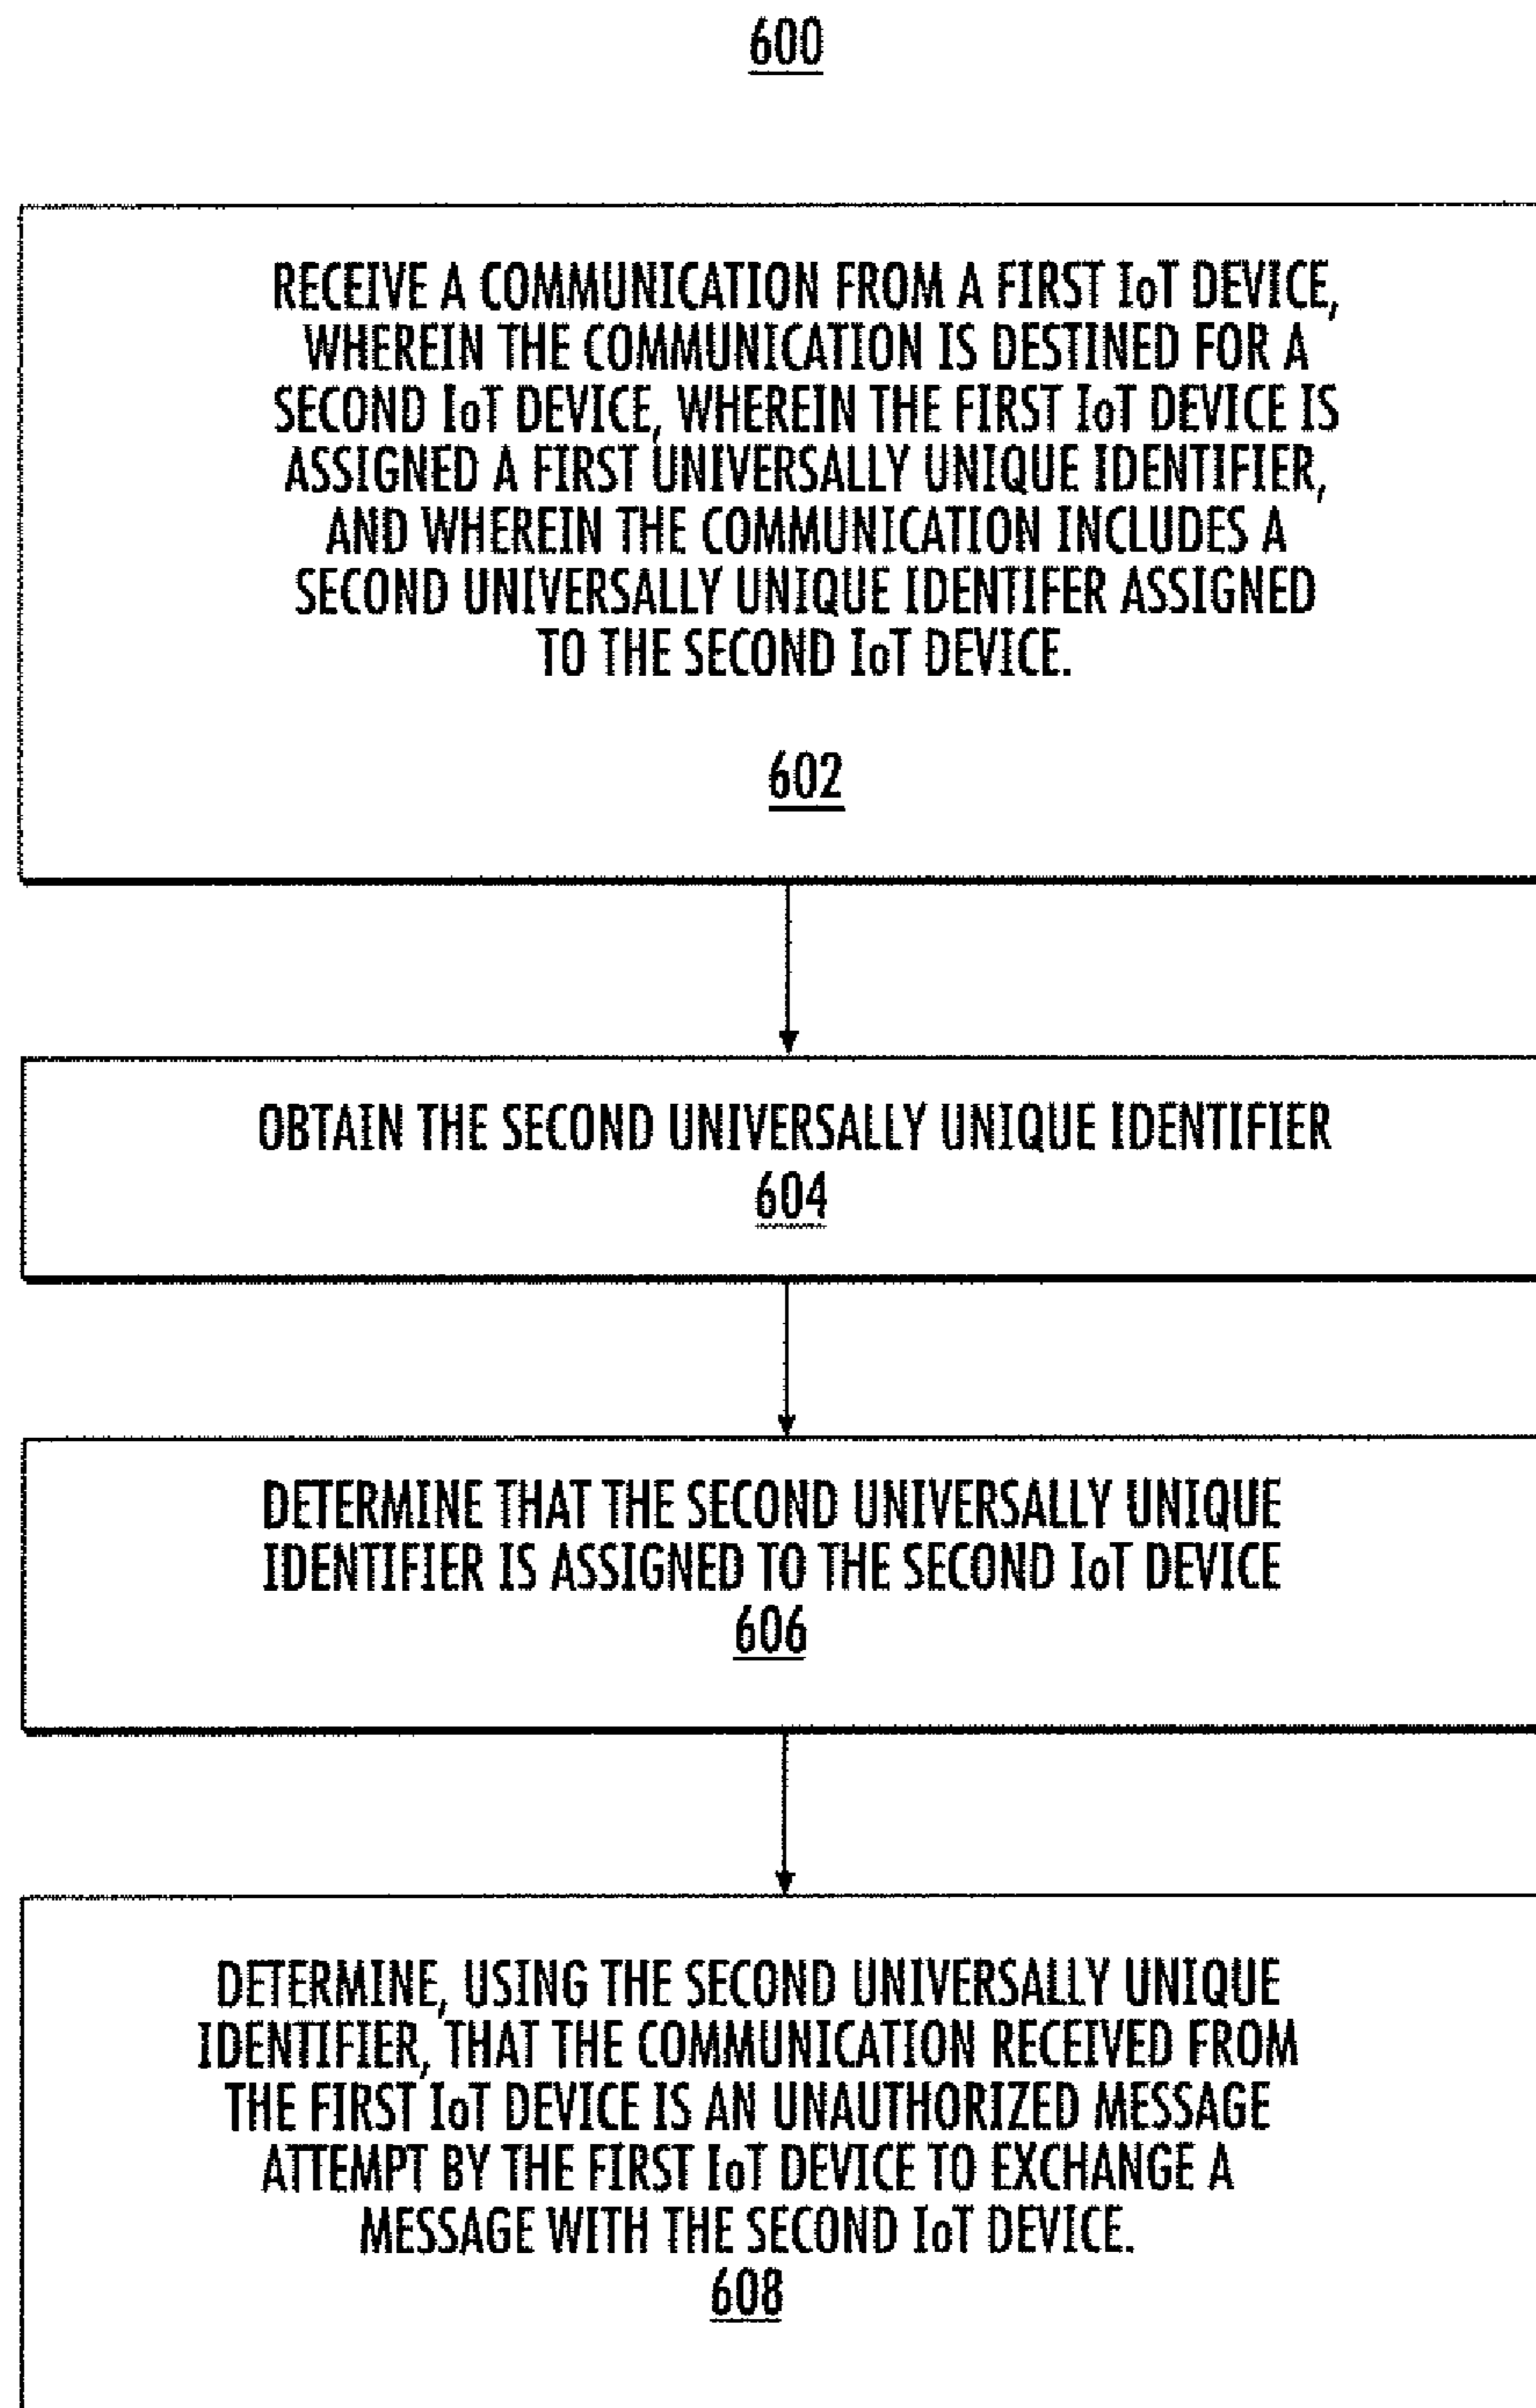 600
RECEIVE A COMMUNICATION FROM A FIRST IoT DEVICE,
WHEREIN THE COMMUNICATION IS DESTINED FOR A
SECOND IoT DEVICE, WHEREIN THE FIRST IoT DEVICE IS
ASSIGNED A FIRST UNIVERSALLY UNIQUE IDENTIFIER,
AND WHEREIN THE COMMUNICATION INCLUDES A
SECOND UNIVERSALLY UNIQUE IDENTIFER ASSIGNED
TO THE SECOND IoT DEVICE.
602
OBTAIN THE SECOND UNIVERSALLY UNIQUE IDENTIFIER
604
DETERMINE THAT THE SECOND UNIVERSALLY UNIQUE
IDENTIFIER IS ASSIGNED TO THE SECOND IoT DEVICE
606
DETERMINE, USING THE SECOND UNIVERSALLY UNIQUE
IDENTIFIER, THAT THE COMMUNICATION RECEIVED FROM
THE FIRST IoT DEVICE IS AN UNAUTHORIZED MESSAGE
ATTEMPT BY THE FIRST IoT DEVICE TO EXCHANGE A
MESSAGE WITH THE SECOND IoT DEVICE.
608